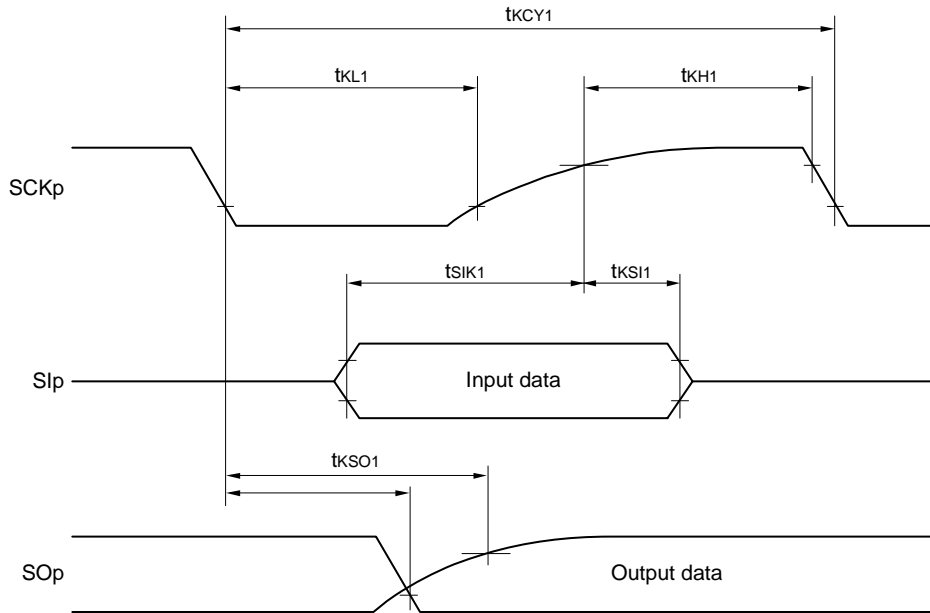 tKCY1
tKL1
tKH1
SCKp
tSIK1
tKSI1
SIp
Input data
tKSO1
SOp
Output data